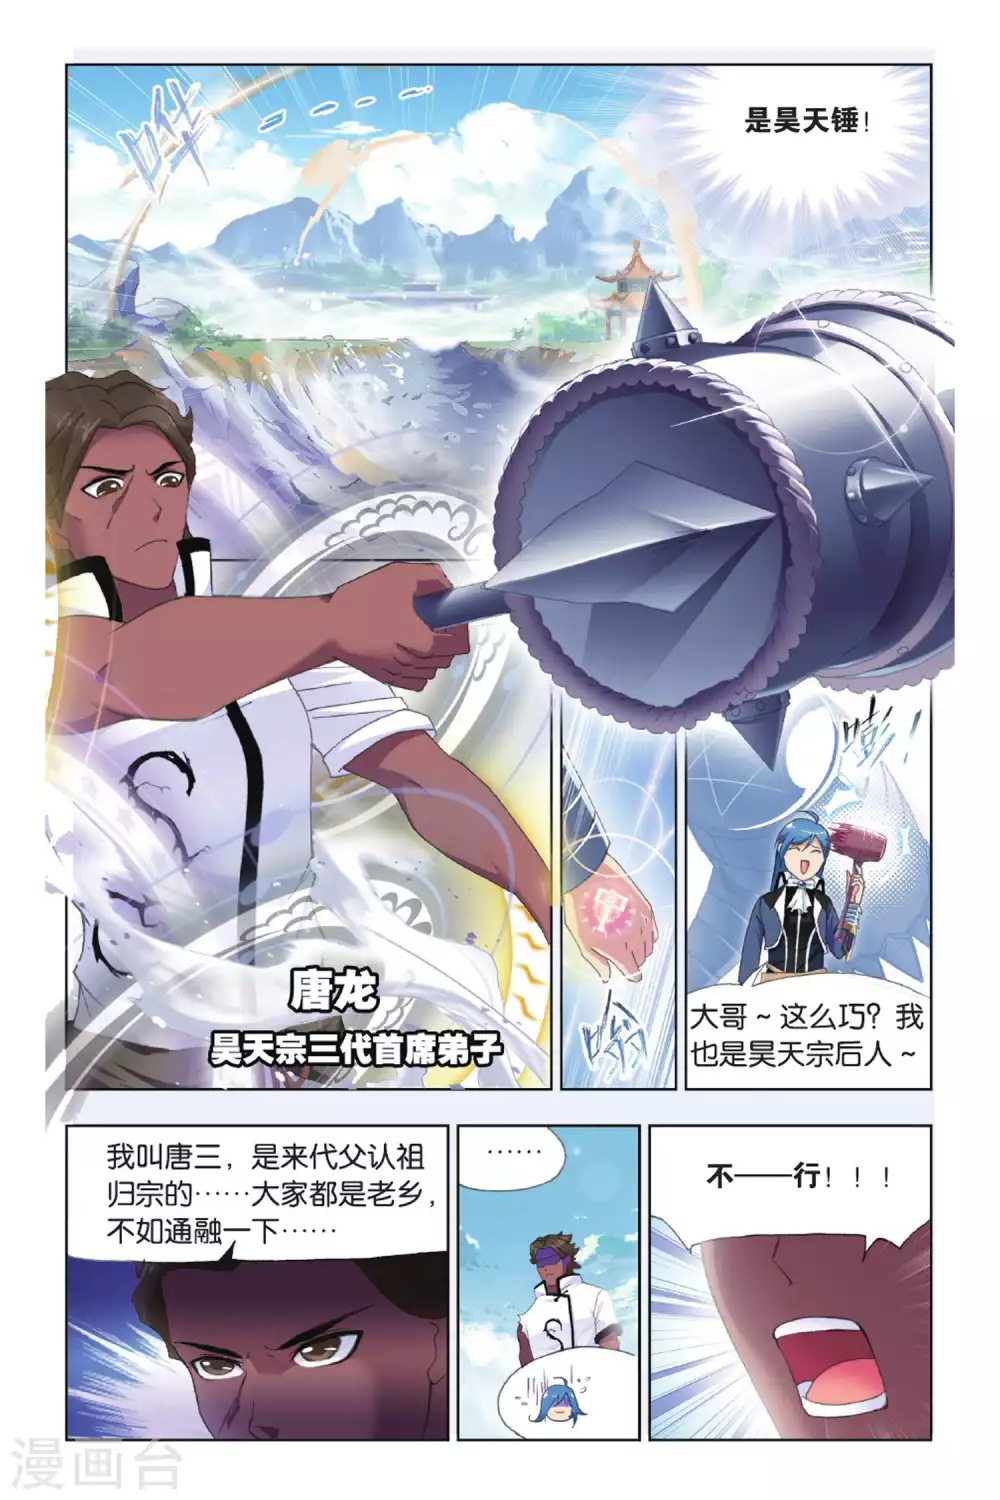 是昊天锤！
唐龙
昊天宗三代首席弟子
嘭！
嗡
大哥～这么巧？我
也是昊天宗后人～
我叫唐三，是来代父认祖
归宗的……大家都是老乡，
不如通融一下……
……
不——行！！！
漫画台